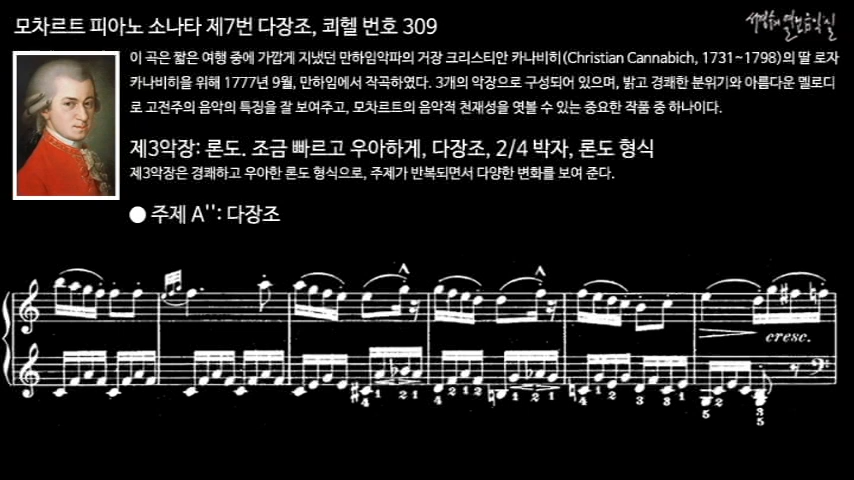 모차르트 피아노 소나타 제7번 다장조, 쾨헬 번호 309
서영화의 열린음악실
이 곡은 짧은 여행 중에 가깝게 지냈던 만하임악파의 거장 크리스티안 카나비히(Christian Cannabich, 1731~1798)의 딸 로자
카나비히을 위해 1777년 9월, 만하임에서 작곡하였다. 3개의 악장으로 구성되어 있으며, 밝고 경쾌한 분위기와 아름다운 멜로디
로 고전주의 음악의 특징을 잘 보여주고, 모차르트의 음악적 천재성을 엿볼 수 있는 중요한 작품 중 하나이다.
제3악장: 론도. 조금 빠르고 우아하게, 다장조, 2/4 박자, 론도 형식
제3악장은 경쾌하고 우아한 론도 형식으로, 주제가 반복되면서 다양한 변화를 보여 준다.
● 주제 A'': 다장조
cresc.